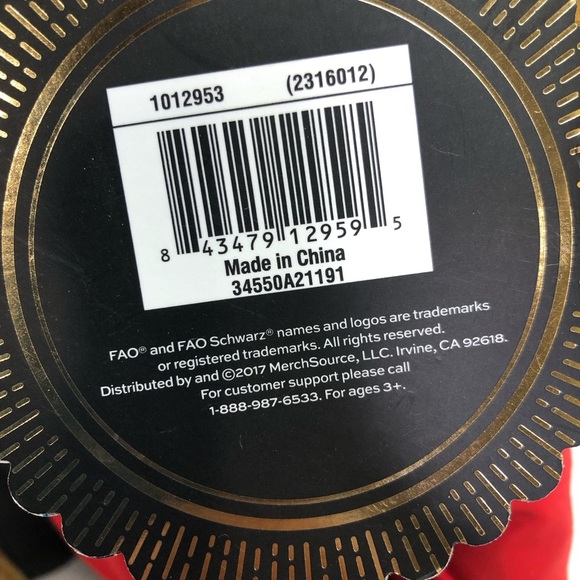 1012953 (2316012)
8 43479 12959 5
Made in China
34550A21191
FAO® and FAO Schwarz® names and logos are trademarks
or registered trademarks. All rights reserved.
Distributed by and ©2017 MerchSource, LLC. Irvine, CA 92618.
For customer support please call
1-888-987-6533. For ages 3+.